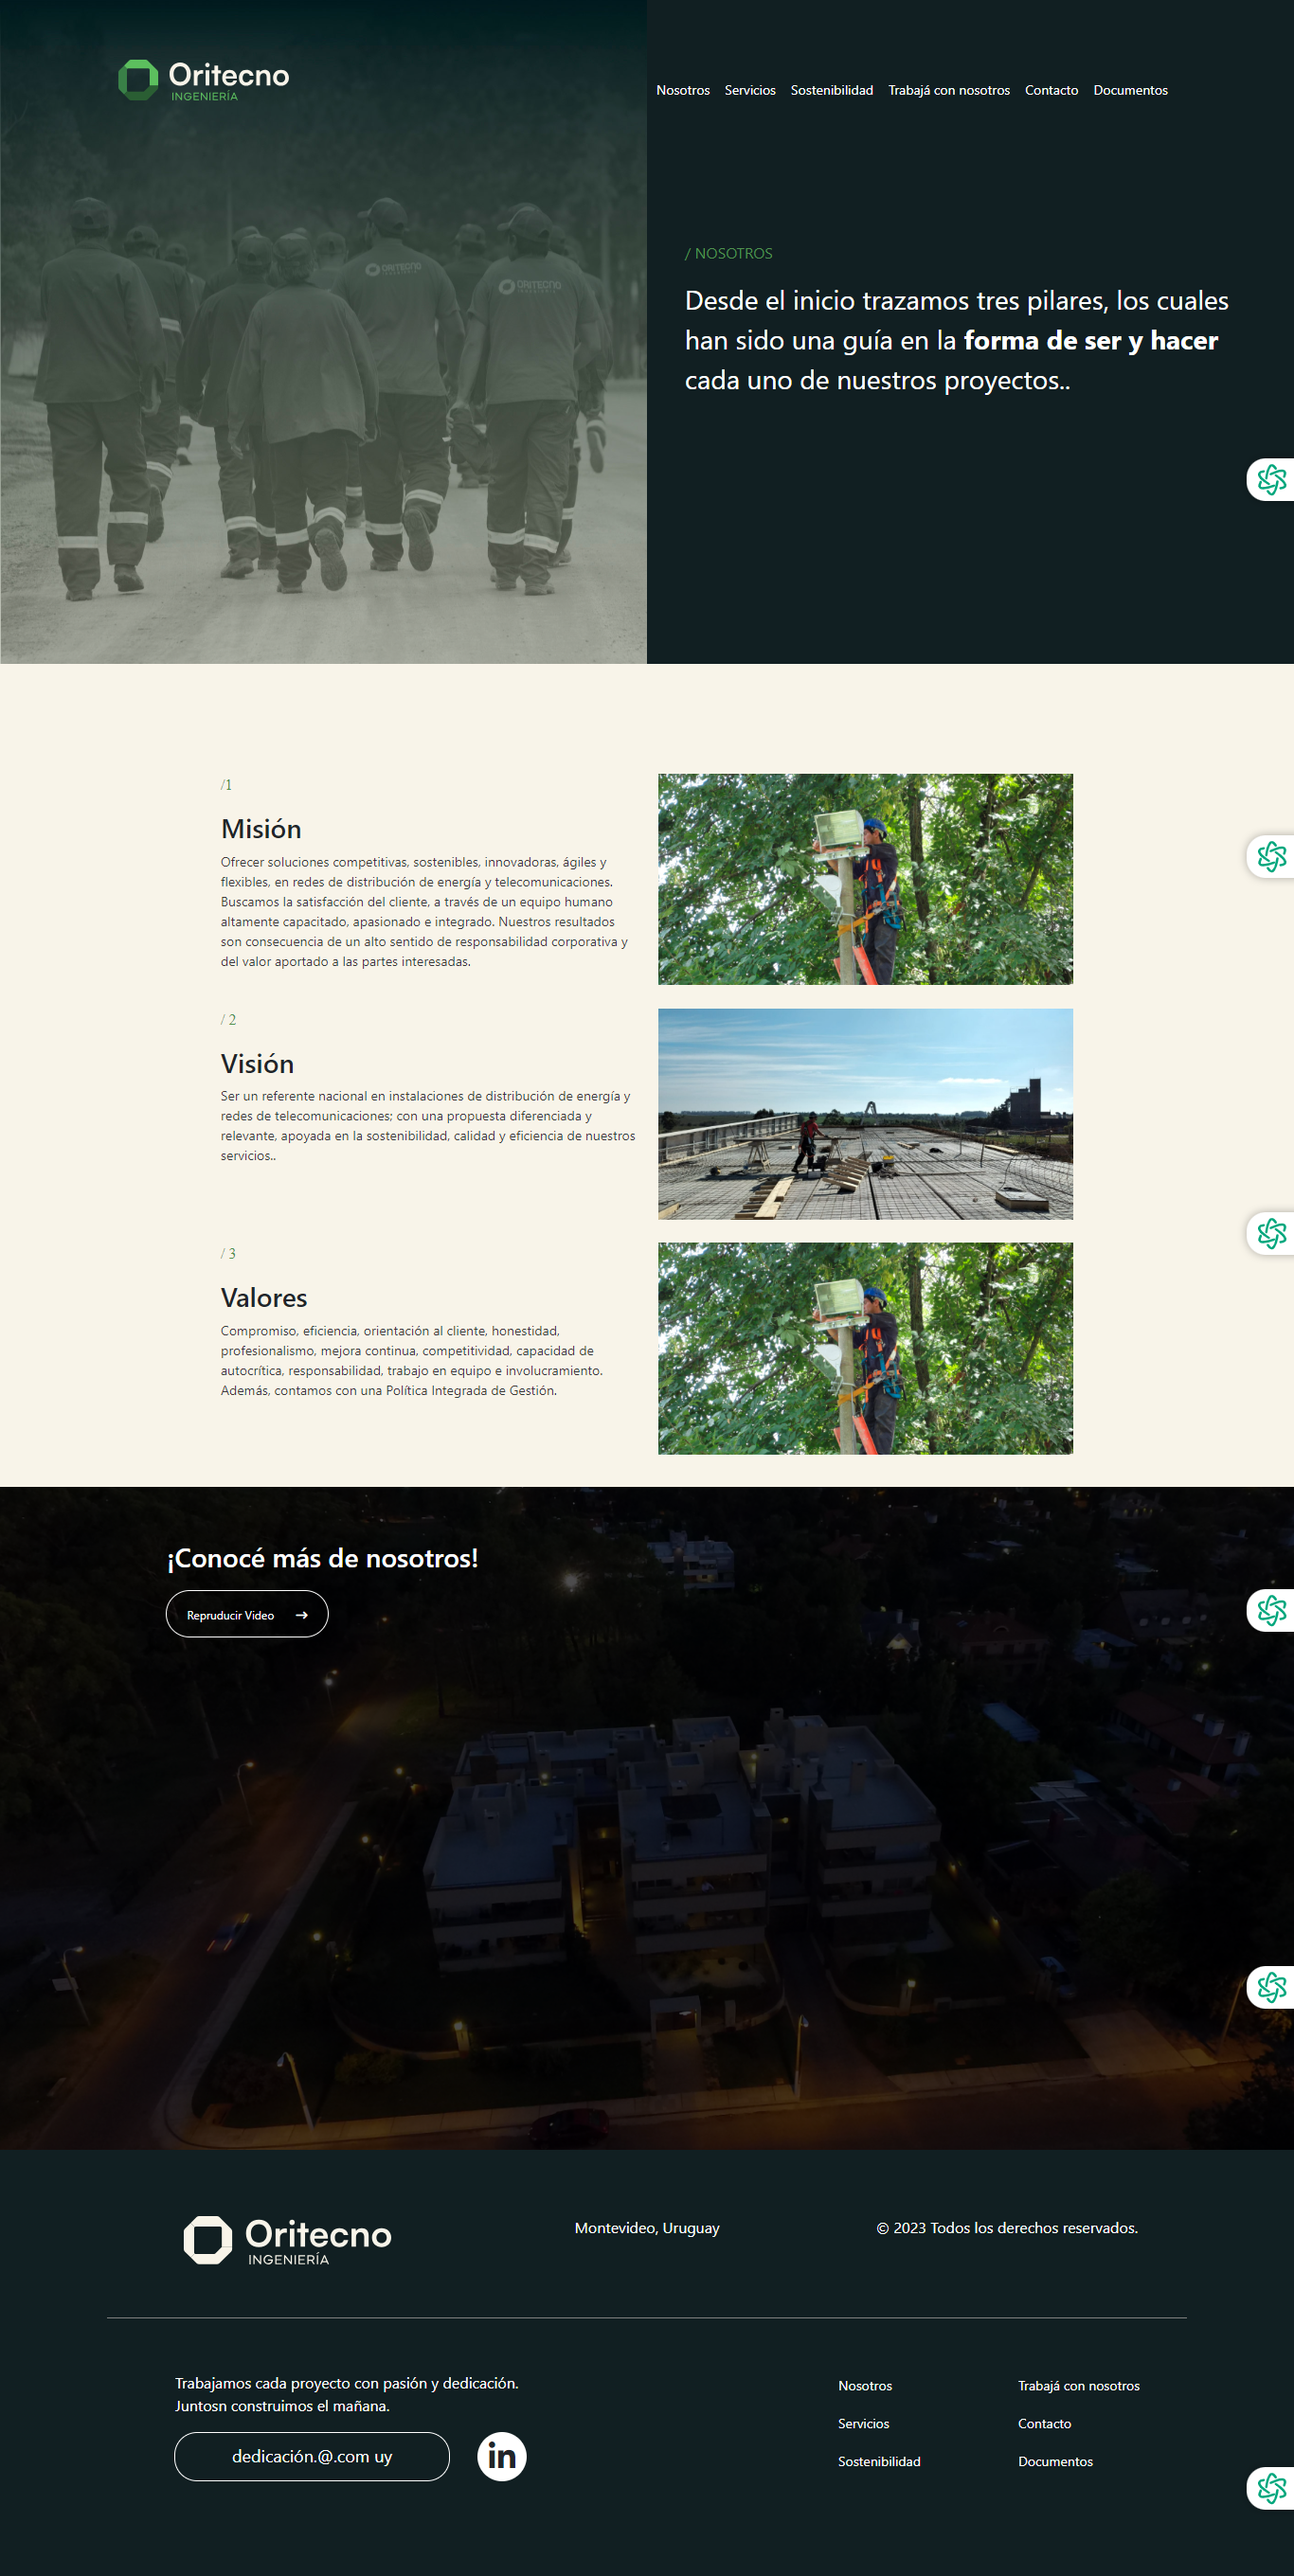 Oritecno
INGENIERÍA
Nosotros Servicios Sostenibilidad Trabajá con nosotros Contacto Documentos
ORITECNO
ORITECNO
/ NOSOTROS
Desde el inicio trazamos tres pilares, los cuales
han sido una guía en la forma de ser y hacer
cada uno de nuestros proyectos..
/1
Misión
Ofrecer soluciones competitivas, sostenibles, innovadoras, ágiles y
flexibles, en redes de distribución de energía y telecomunicaciones.
Buscamos la satisfacción del cliente, a través de un equipo humano
altamente capacitado, apasionado e integrado. Nuestros resultados
son consecuencia de un alto sentido de responsabilidad corporativa y
del valor aportado a las partes interesadas.
/ 2
Visión
Ser un referente nacional en instalaciones de distribución de energía y
redes de telecomunicaciones; con una propuesta diferenciada y
relevante, apoyada en la sostenibilidad, calidad y eficiencia de nuestros
servicios..
/ 3
Valores
Compromiso, eficiencia, orientación al cliente, honestidad,
profesionalismo, mejora continua, competitividad, capacidad de
autocrítica, responsabilidad, trabajo en equipo e involucramiento.
Además, contamos con una Política Integrada de Gestión.
¡Conocé más de nosotros!
Repruducir Video
Oritecno
INGENIERÍA
Montevideo, Uruguay
© 2023 Todos los derechos reservados.
Trabajamos cada proyecto con pasión y dedicación.
Juntosn construimos el mañana.
dedicación.@.com uy
in
Nosotros
Servicios
Sostenibilidad
Trabajá con nosotros
Contacto
Documentos